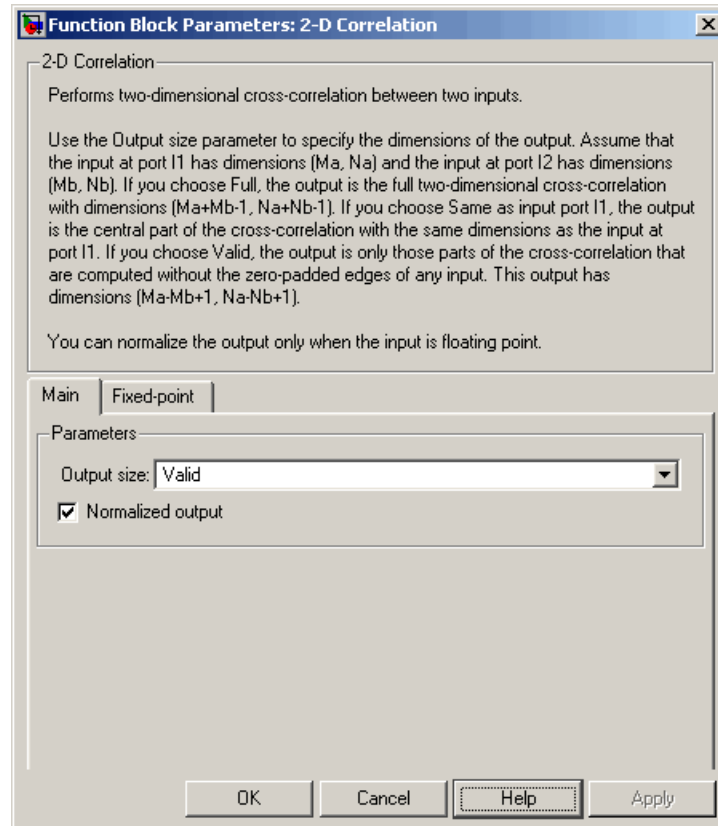 Function Block Parameters: 2-D Correlation
2-D Correlation
Performs two-dimensional cross-correlation between two inputs.
Use the Output size parameter to specify the dimensions of the output. Assume that
the input at port I1 has dimensions (Ma, Na) and the input at port I2 has dimensions
(Mb, Nb). If you choose Full, the output is the full two-dimensional cross-correlation
with dimensions (Ma+Mb-1, Na+Nb-1). If you choose Same as input port I1, the output
is the central part of the cross-correlation with the same dimensions as the input at
port I1. If you choose Valid, the output is only those parts of the cross-correlation that
are computed without the zero-padded edges of any input. This output has
dimensions (Ma-Mb+1, Na-Nb+1).
You can normalize the output only when the input is floating point.
Main Fixed-point
Parameters
Output size: Valid
Normalized output
OK Cancel Help Apply